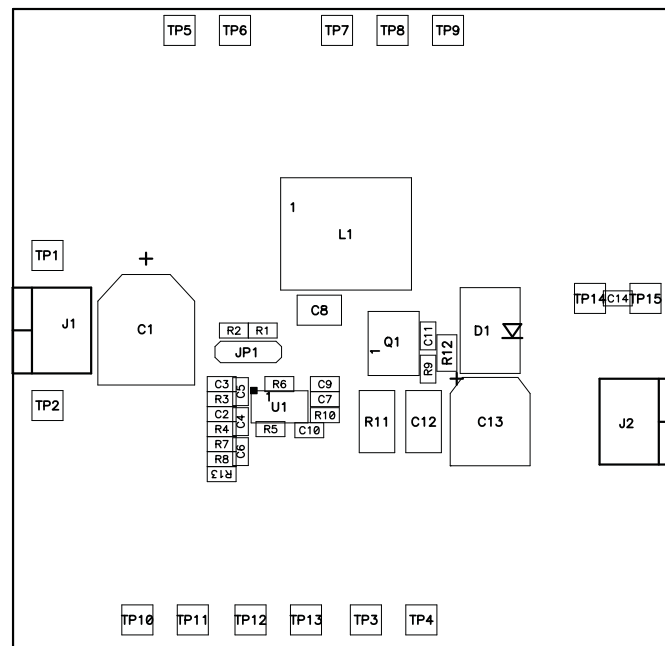 TP5 TP6 TP7 TP8 TP9
1
L1
TP1
+
C8
TP14 C14 TP15
J1
C1
R2 R1
JP1
Q1
1
C11
R12
D1
R9
TP2
C3
C5
R6
C9
+
R3
1
U1
C7
C2
C4
R10
R4
R5
C10
R11
C12
C13
J2
R7
C6
R8
R13
TP10 TP11 TP12 TP13 TP3 TP4